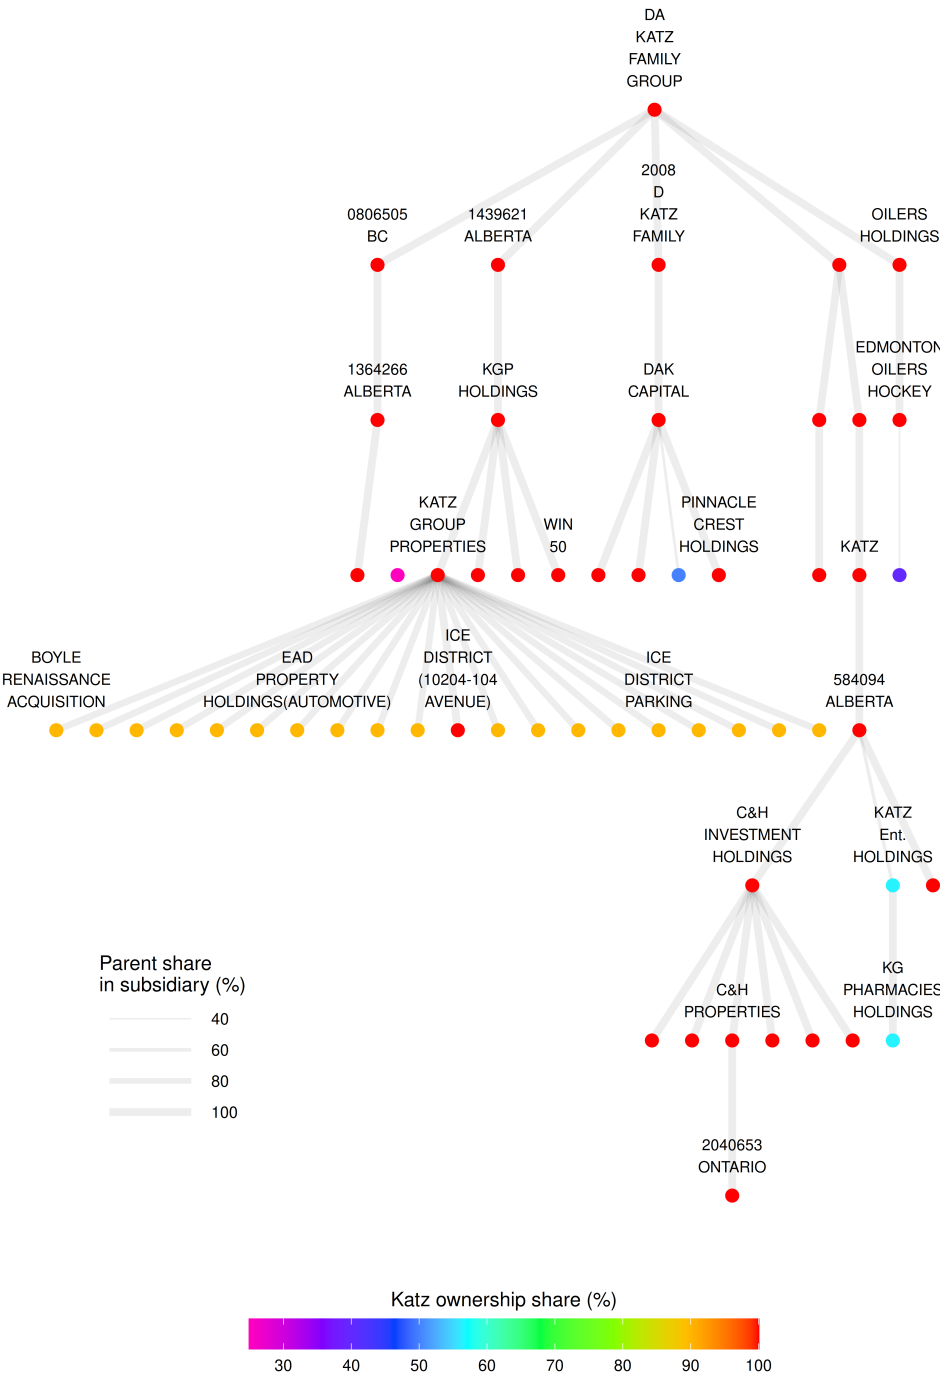 DA
KATZ
FAMILY
GROUP
2008
D
KATZ
FAMILY
0806505
BC
1439621
ALBERTA
OILERS
HOLDINGS
1364266
ALBERTA
KGP
HOLDINGS
DAK
CAPITAL
EDMONTON
OILERS
HOCKEY
KATZ
GROUP
PROPERTIES
WIN
50
PINNACLE
CREST
HOLDINGS
KATZ
BOYLE
RENAISSANCE
ACQUISITION
EAD
PROPERTY
HOLDINGS(AUTOMOTIVE)
ICE
DISTRICT
(10204-104
AVENUE)
ICE
DISTRICT
PARKING
584094
ALBERTA
C&H
INVESTMENT
HOLDINGS
KATZ
Ent.
HOLDINGS
C&H
PROPERTIES
KG
PHARMACIES
HOLDINGS
2040653
ONTARIO
Parent share
in subsidiary (%)
40
60
80
100
Katz ownership share (%)
30 40 50 60 70 80 90 100